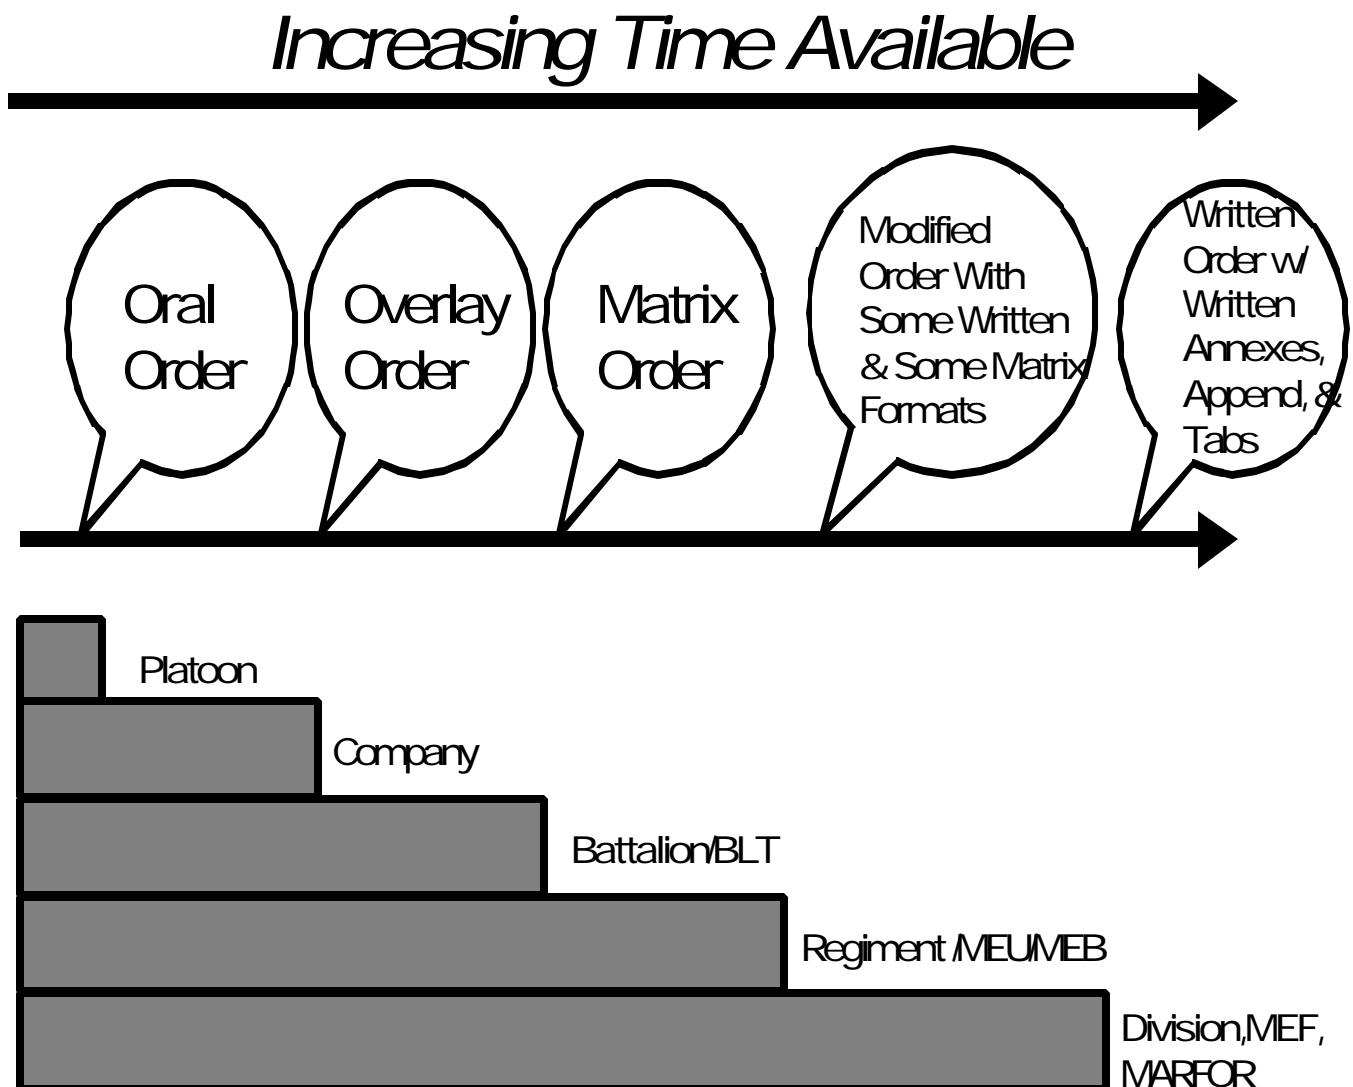 Increasing Time Available
Oral
Order
Overlay
Order
Matrix
Order
Modified
Order With
Some Written
& Some Matrix
Formats
Written
Order w/
Written
Annexes,
Append, &
Tabs
Platoon
Company
Battalion/BLT
Regiment /MEU/MEB
Division,MEF,
MARFOR